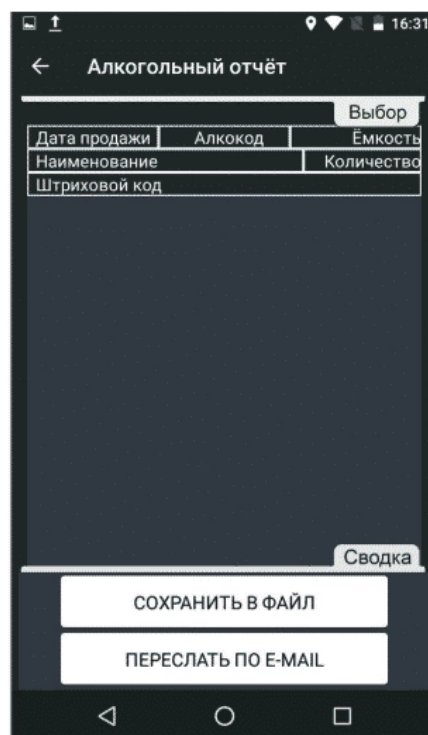 16:31
Алкогольный отчёт
Выбор
Дата продажи Алкокод Ёмкость
Наименование Количество
Штриховой код
Сводка
СОХРАНИТЬ В ФАЙЛ
ПЕРЕСЛАТЬ ПО E-MAIL